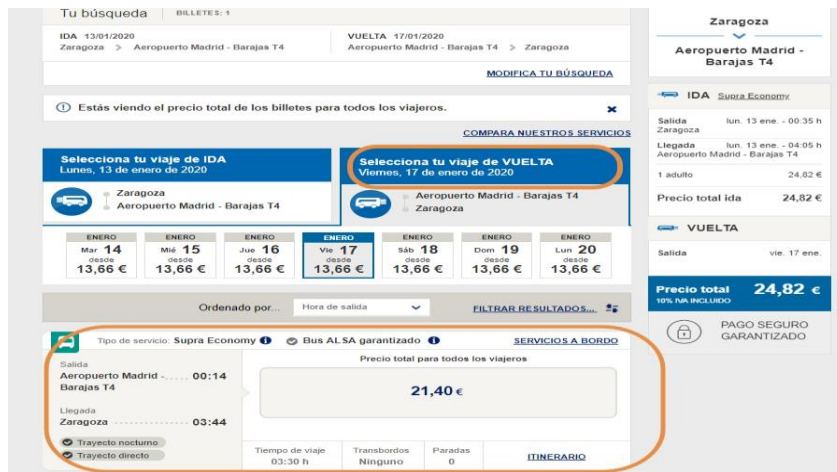 Tu búsqueda BILLETES: 1
IDA 13/01/2020
Zaragoza > Aeropuerto Madrid - Barajas T4
VUELTA 17/01/2020
Aeropuerto Madrid - Barajas T4 > Zaragoza
MODIFICA TU BÚSQUEDA
Estás viendo el precio total de los billetes para todos los viajeros.
COMPARA NUESTROS SERVICIOS
Selecciona tu viaje de IDA
Lunes, 13 de enero de 2020
Zaragoza
Aeropuerto Madrid - Barajas T4
Selecciona tu viaje de VUELTA
Viernes, 17 de enero de 2020
Aeropuerto Madrid - Barajas T4
Zaragoza
ENERO ENERO ENERO ENERO ENERO ENERO ENERO
Mar 14 Mié 15 Jue 16 Vie 17 Sáb 18 Dom 19 Lun 20
desde desde desde desde desde desde desde
13,66 € 13,66 € 13,66 € 13,66 € 13,66 € 13,66 € 13,66 €
Ordenado por... Hora de salida FILTRAR RESULTADOS...
Tipo de servicio: Supra Economy Bus ALSA garantizado SERVICIOS A BORDO
Salida
Aeropuerto Madrid - 00:14
Barajas T4
Llegada
Zaragoza 03:44
Trayecto nocturno
Trayecto directo
Precio total para todos los viajeros
21,40 €
Tiempo de viaje Transbordos Paradas
03:30 h Ninguno 0 ITINERARIO
Zaragoza
Aeropuerto Madrid -
Barajas T4
IDA Supra Economy
Salida lun. 13 ene. - 00:35 h
Zaragoza
Llegada lun. 13 ene. - 04:05 h
Aeropuerto Madrid - Barajas T4
1 adulto 24,82 €
Precio total ida 24,82 €
VUELTA
Salida vie. 17 ene.
Precio total 24,82 €
10% IVA INCLUIDO
PAGO SEGURO
GARANTIZADO